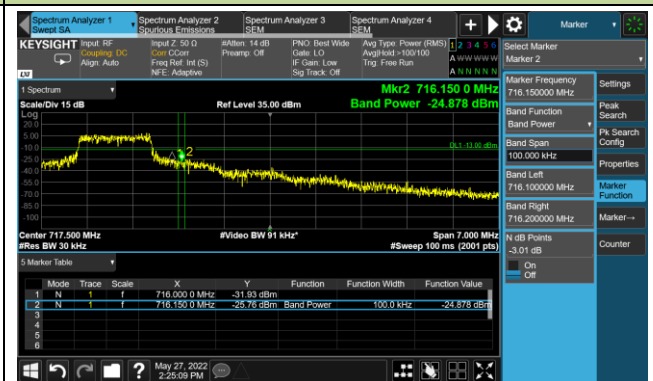 Spectrum Analyzer 1
Swept SA
Spectrum Analyzer 2
Spurious Emissions
Spectrum Analyzer 3
SEM
Spectrum Analyzer 4
SEM
Marker
KEYSIGHT
Input: RF
Coupling: DC
Align: Auto
Input Z: 50 Ω
Corr CCorr
Freq Ref: Int (S)
NFE: Adaptive
#Atten: 14 dB
Preamp: Off
PNO: Best Wide
Gate: LO
IF Gain: Low
Sig Track: Off
Avg Type: Power (RMS)
Avg|Hold:>100/100
Trig: Free Run
1 2 3 4 5 6
A W W W W W
A N N N N N
LXI
1 Spectrum
Scale/Div 15 dB
Log
Ref Level 35.00 dBm
Mkr2 716.150 0 MHz
Band Power -24.878 dBm
20.0
5.00
-10.0
-25.0
-40.0
-55.0
-70.0
-85.0
-100
DL1 -13.00 dBm
2
Center 717.500 MHz
#Res BW 30 kHz
#Video BW 91 kHz*
Span 7.000 MHz
#Sweep 100 ms (2001 pts)
5 Marker Table
Mode Trace Scale X Y Function Function Width Function Value
1 N 1 f 716.000 0 MHz -31.93 dBm
2 N 1 f 716.150 0 MHz -25.76 dBm Band Power 100.0 kHz -24.878 dBm
3
4
5
6
May 27, 2022
2:25:09 PM
Select Marker
Marker 2
Marker Frequency
716.150000 MHz
Band Function
Band Power
Band Span
100.000 kHz
Band Left
716.100000 MHz
Band Right
716.200000 MHz
N dB Points
-3.01 dB
On
Off
Settings
Peak
Search
Pk Search
Config
Properties
Marker
Function
Marker→
Counter